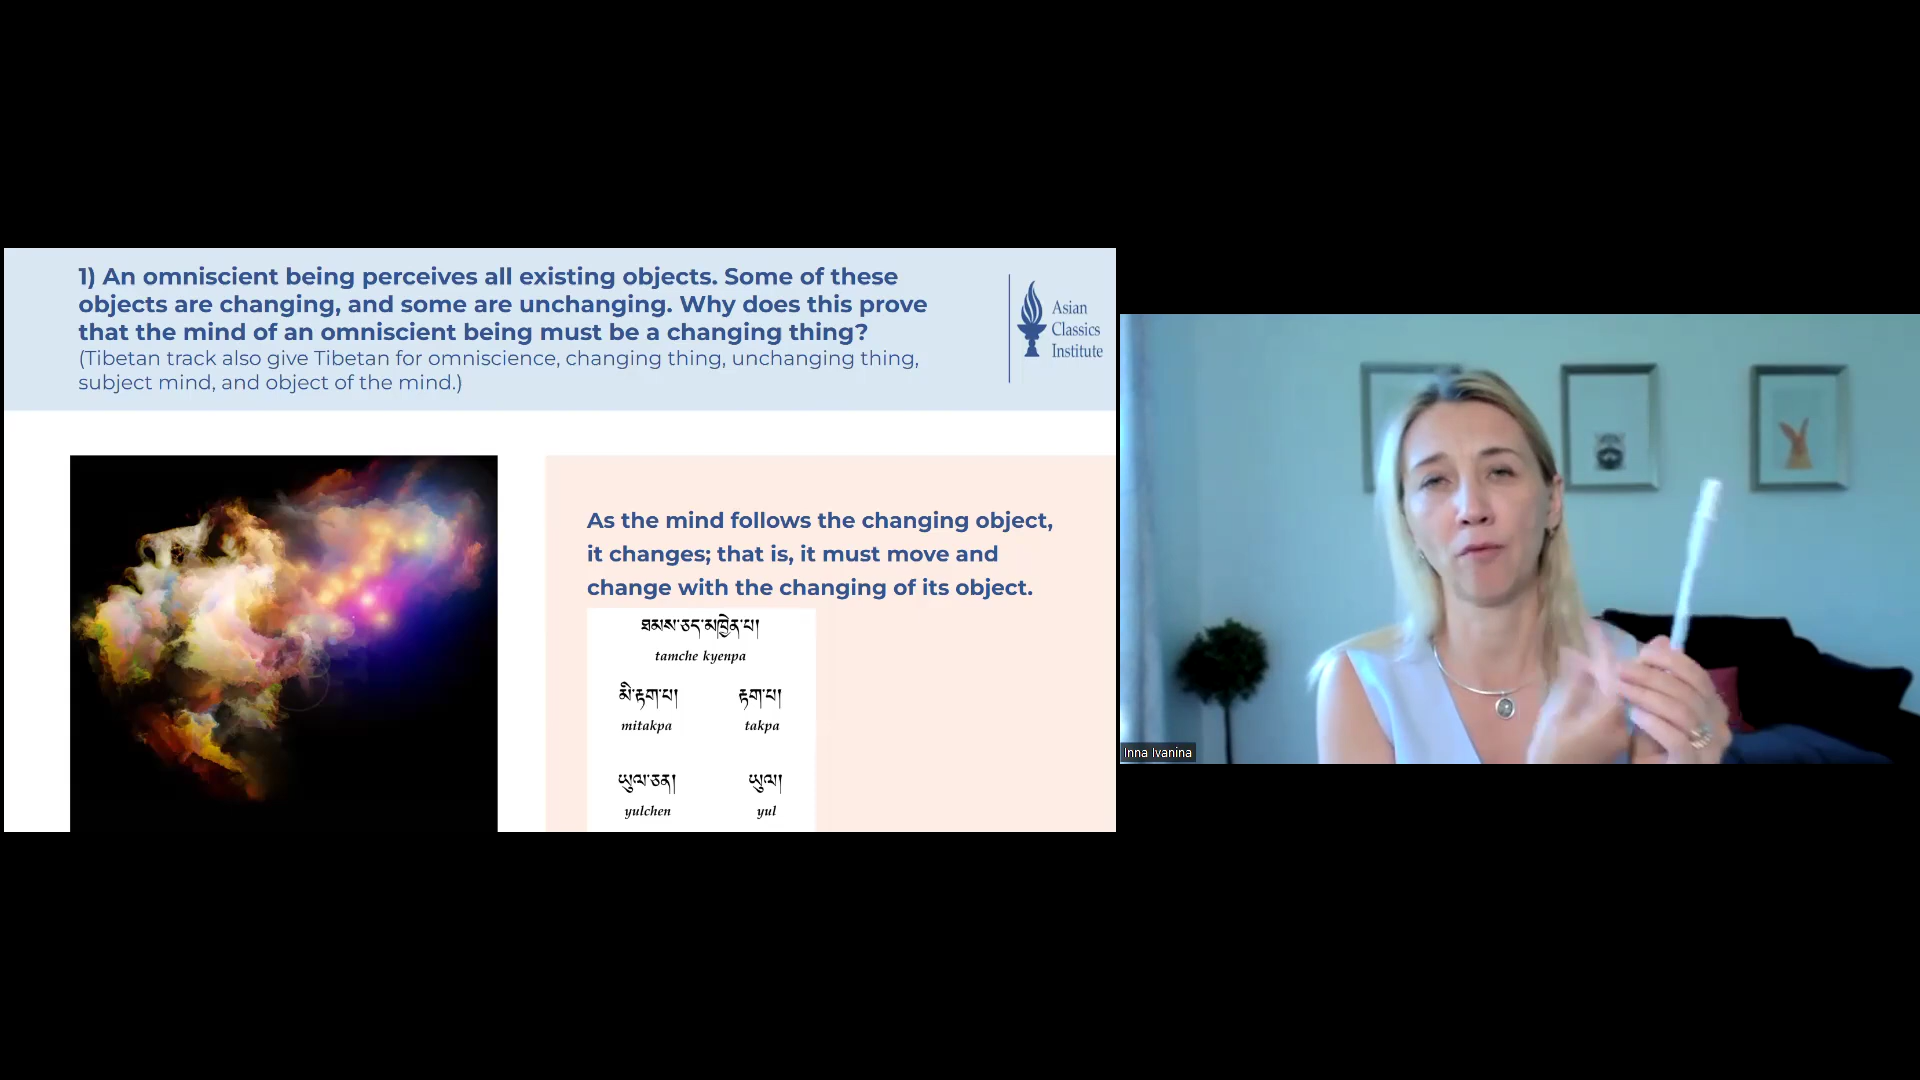 1) An omniscient being perceives all existing objects. Some of these
objects are changing, and some are unchanging. Why does this prove
that the mind of an omniscient being must be a changing thing?
(Tibetan track also give Tibetan for omniscience, changing thing, unchanging thing,
subject mind, and object of the mind.)
Asian
Classics
Institute
As the mind follows the changing object,
it changes; that is, it must move and
change with the changing of its object.
ཐམས་ཅད་མཁྱེན་པ།
tamche kyenpa
མི་རྟག་པ། རྟག་པ།
mitakpa takpa
ཡུལ་ཅན། ཡུལ།
yulchen yul
Inna Ivanina